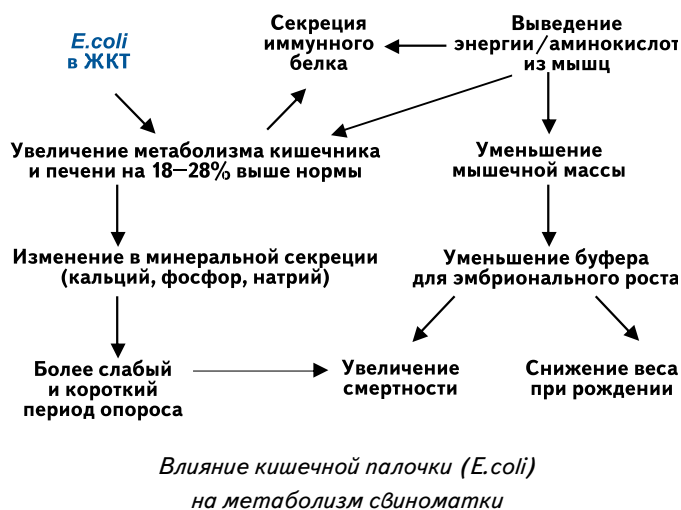 E.coli
в ЖКТ
Секреция
иммунного
белка
Выведение
энергии/аминокислот
из мышц
Увеличение метаболизма кишечника
и печени на 18–28% выше нормы
Уменьшение
мышечной массы
Изменение в минеральной секреции
(кальций, фосфор, натрий)
Уменьшение буфера
для эмбрионального роста
Более слабый
и короткий
период опороса
Увеличение
смертности
Снижение веса
при рождении
Влияние кишечной палочки (E.coli)
на метаболизм свиноматки